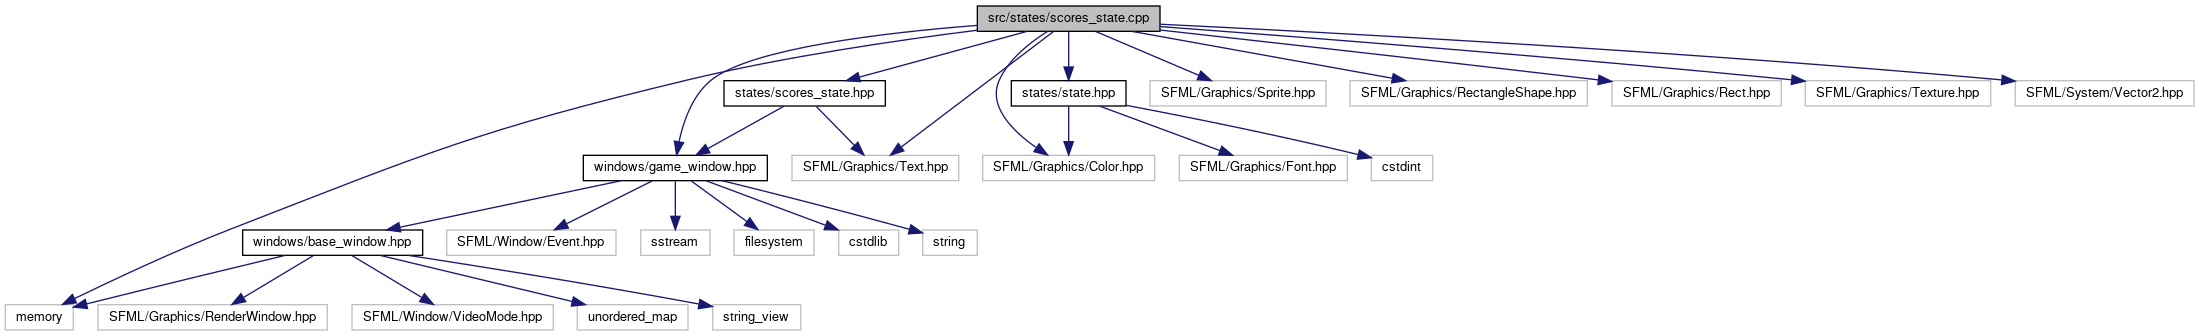 src/states/scores_state.cpp
states/scores_state.hpp
states/state.hpp
SFML/Graphics/Sprite.hpp
SFML/Graphics/RectangleShape.hpp
SFML/Graphics/Rect.hpp
SFML/Graphics/Texture.hpp
SFML/System/Vector2.hpp
windows/game_window.hpp
SFML/Graphics/Text.hpp
SFML/Graphics/Color.hpp
SFML/Graphics/Font.hpp
cstdint
windows/base_window.hpp
SFML/Window/Event.hpp
sstream
filesystem
cstdlib
string
memory
SFML/Graphics/RenderWindow.hpp
SFML/Window/VideoMode.hpp
unordered_map
string_view